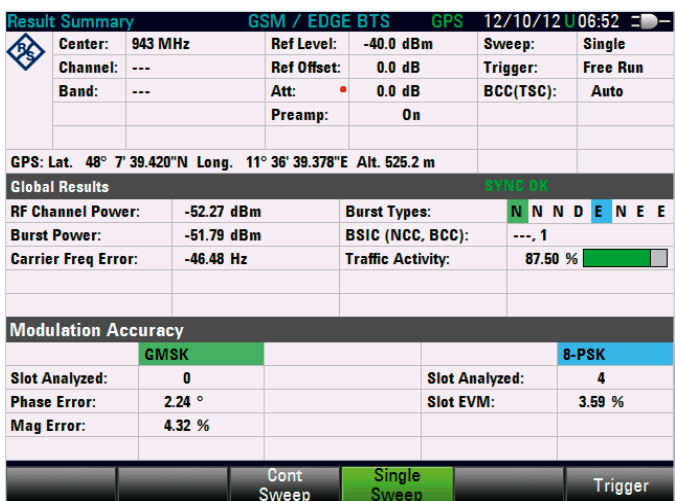 Result Summary GSM / EDGE BTS GPS 12/10/12 U 06:52
R S Center: 943 MHz Ref Level: -40.0 dBm Sweep: Single
Channel: --- Ref Offset: 0.0 dB Trigger: Free Run
Band: --- Att: 0.0 dB BCC(TSC): Auto
Preamp: On
GPS: Lat. 48° 7' 39.420"N Long. 11° 36' 39.378"E Alt. 525.2 m
Global Results SYNC OK
RF Channel Power: -52.27 dBm Burst Types: N N N D E N E E
Burst Power: -51.79 dBm BSIC (NCC, BCC): ---, 1
Carrier Freq Error: -46.48 Hz Traffic Activity: 87.50 %
Modulation Accuracy
GMSK 8-PSK
Slot Analyzed: 0 Slot Analyzed: 4
Phase Error: 2.24 ° Slot EVM: 3.59 %
Mag Error: 4.32 %
Cont Sweep Single Sweep Trigger